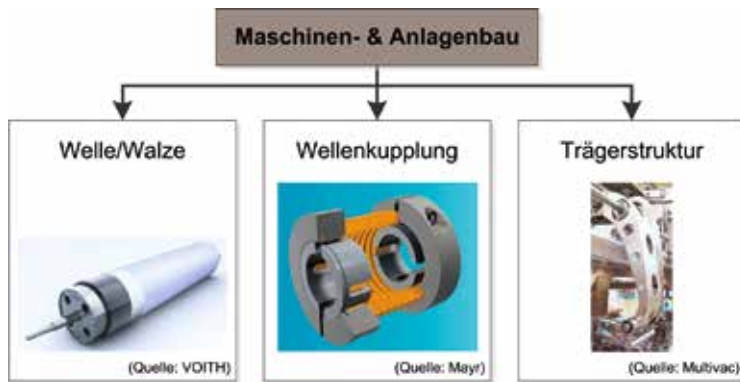 Maschinen- & Anlagenbau
Welle/Walze
Wellenkupplung
Trägerstruktur
(Quelle: VOITH)
(Quelle: Mayr)
(Quelle: Multivac)